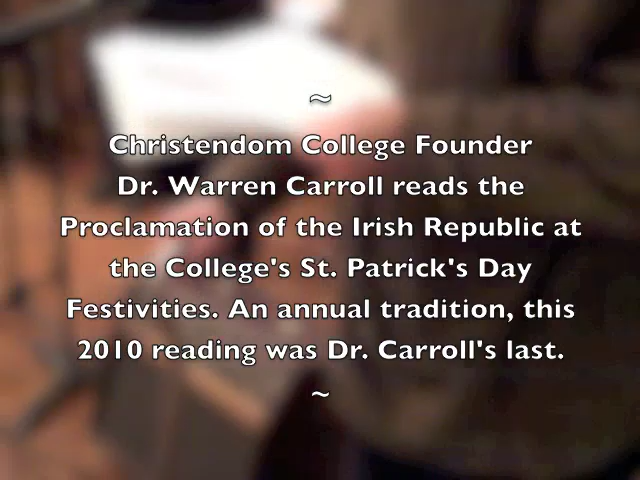 ~
Christendom College Founder
Dr. Warren Carroll reads the
Proclamation of the Irish Republic at
the College's St. Patrick's Day
Festivities. An annual tradition, this
2010 reading was Dr. Carroll's last.
~